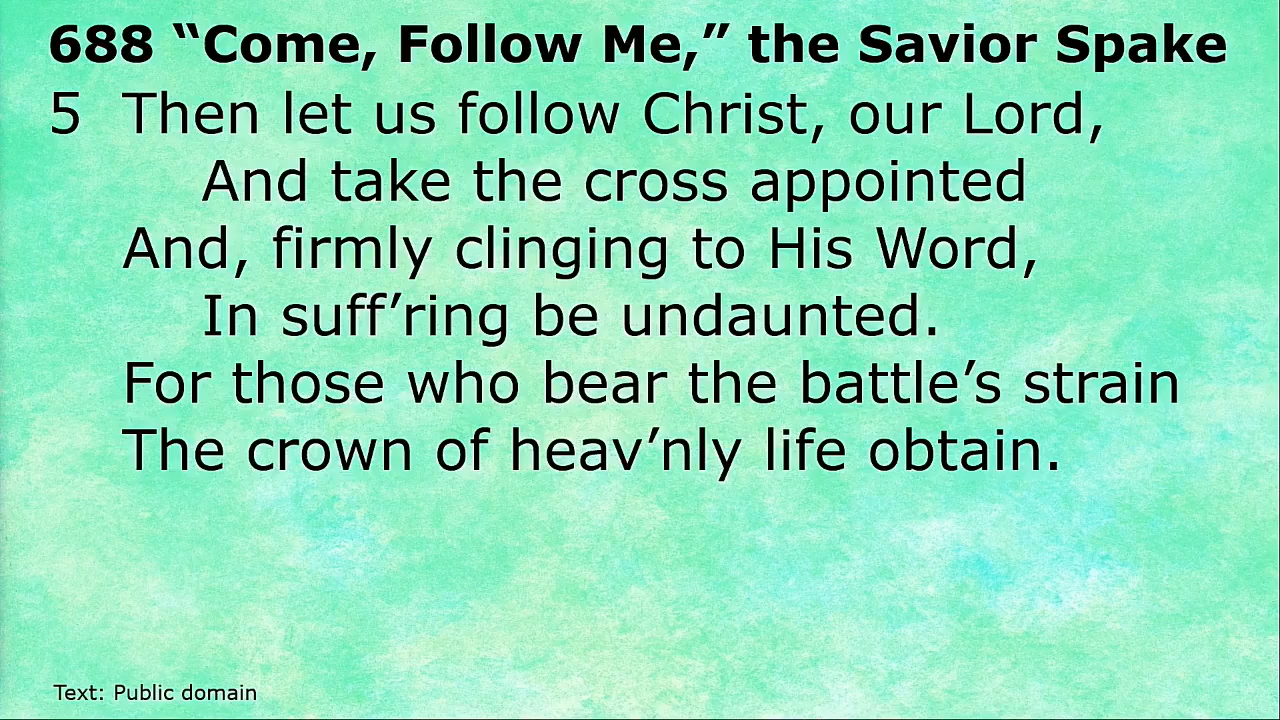 688 “Come, Follow Me,” the Savior Spake
5 Then let us follow Christ, our Lord,
And take the cross appointed
And, firmly clinging to His Word,
In suff’ring be undaunted.
For those who bear the battle’s strain
The crown of heav’nly life obtain.
Text: Public domain